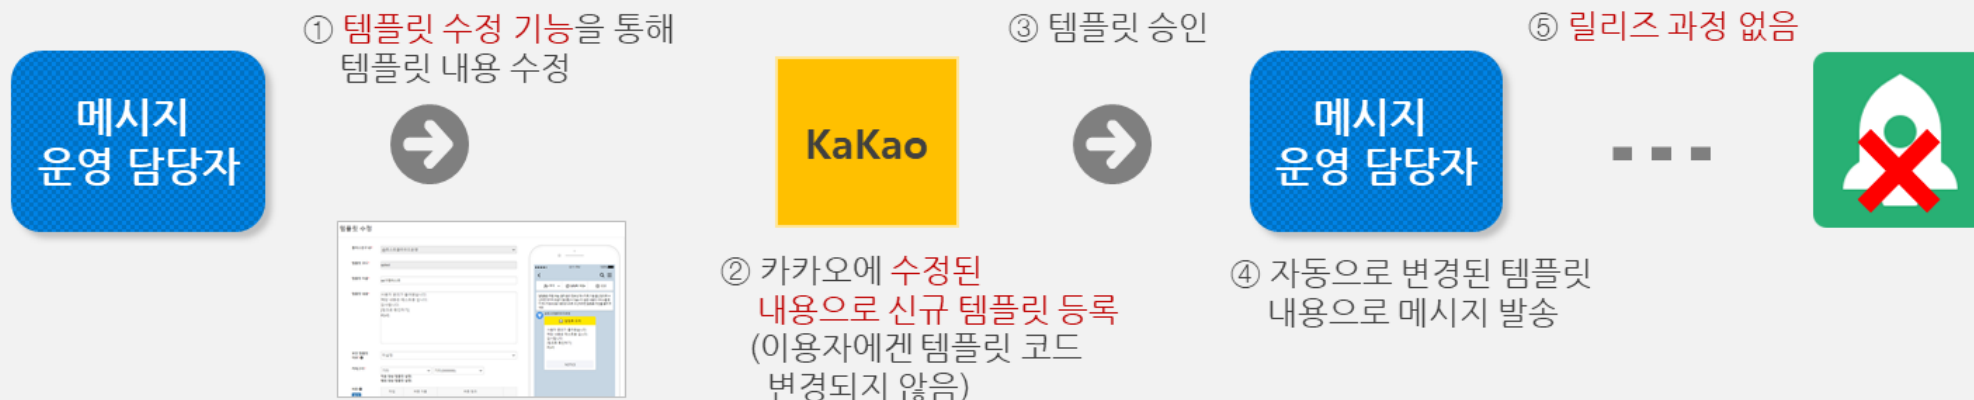 메시지
운영 담당자
① 템플릿 수정 기능을 통해
템플릿 내용 수정
템플릿 수정
KaKao
② 카카오에 수정된
내용으로 신규 템플릿 등록
(이용자에겐 템플릿 코드
변경되지 않음)
③ 템플릿 승인
메시지
운영 담당자
④ 자동으로 변경된 템플릿
내용으로 메시지 발송
⑤ 릴리즈 과정 없음